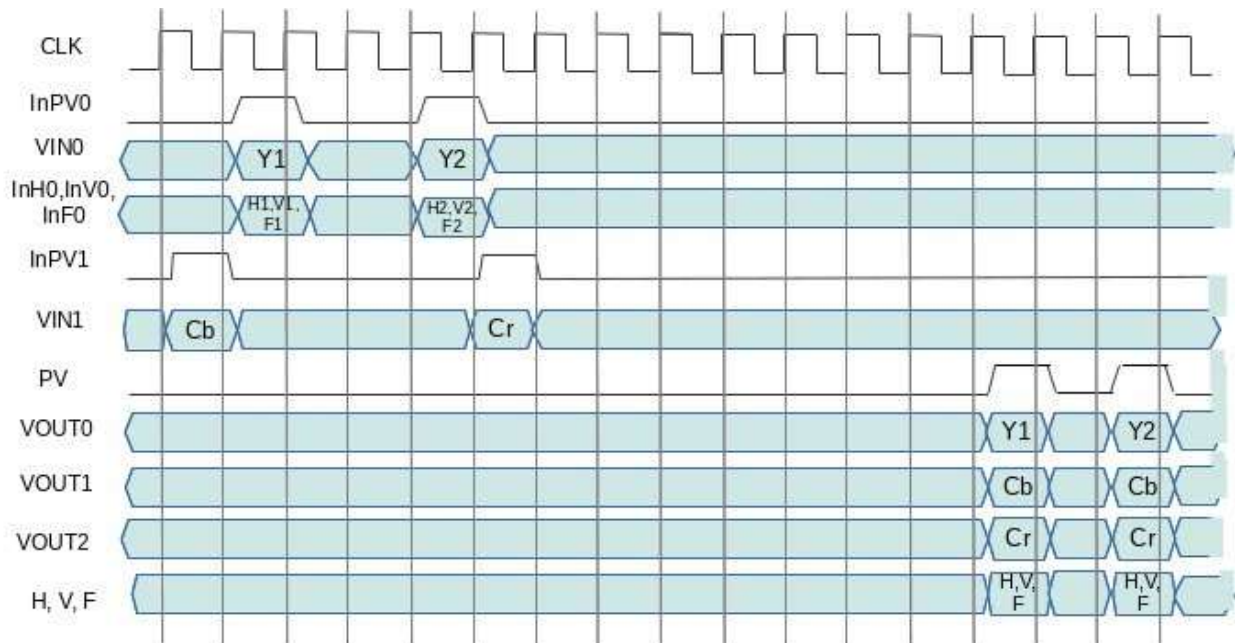 CLK
InPV0
VIN0
Y1
Y2
InH0,InV0,
InF0
H1,V1,
F1
H2,V2,
F2
InPV1
VIN1
Cb
Cr
PV
VOUT0
Y1
Y2
VOUT1
Cb
Cb
VOUT2
Cr
Cr
H, V, F
H,V,
F
H,V,
F